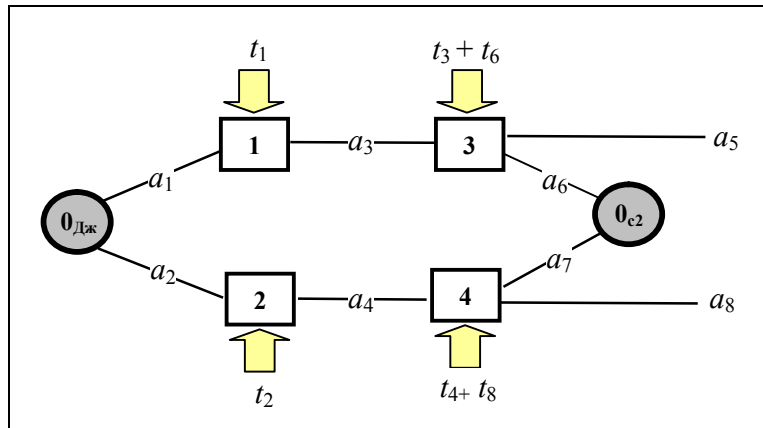 t₁
t₃ + t₆
1
a₃
3
a₅
a₁
a₆
0Дж
0с2
a₂
a₇
2
a₄
4
a₈
t₂
t₄₊ t₈